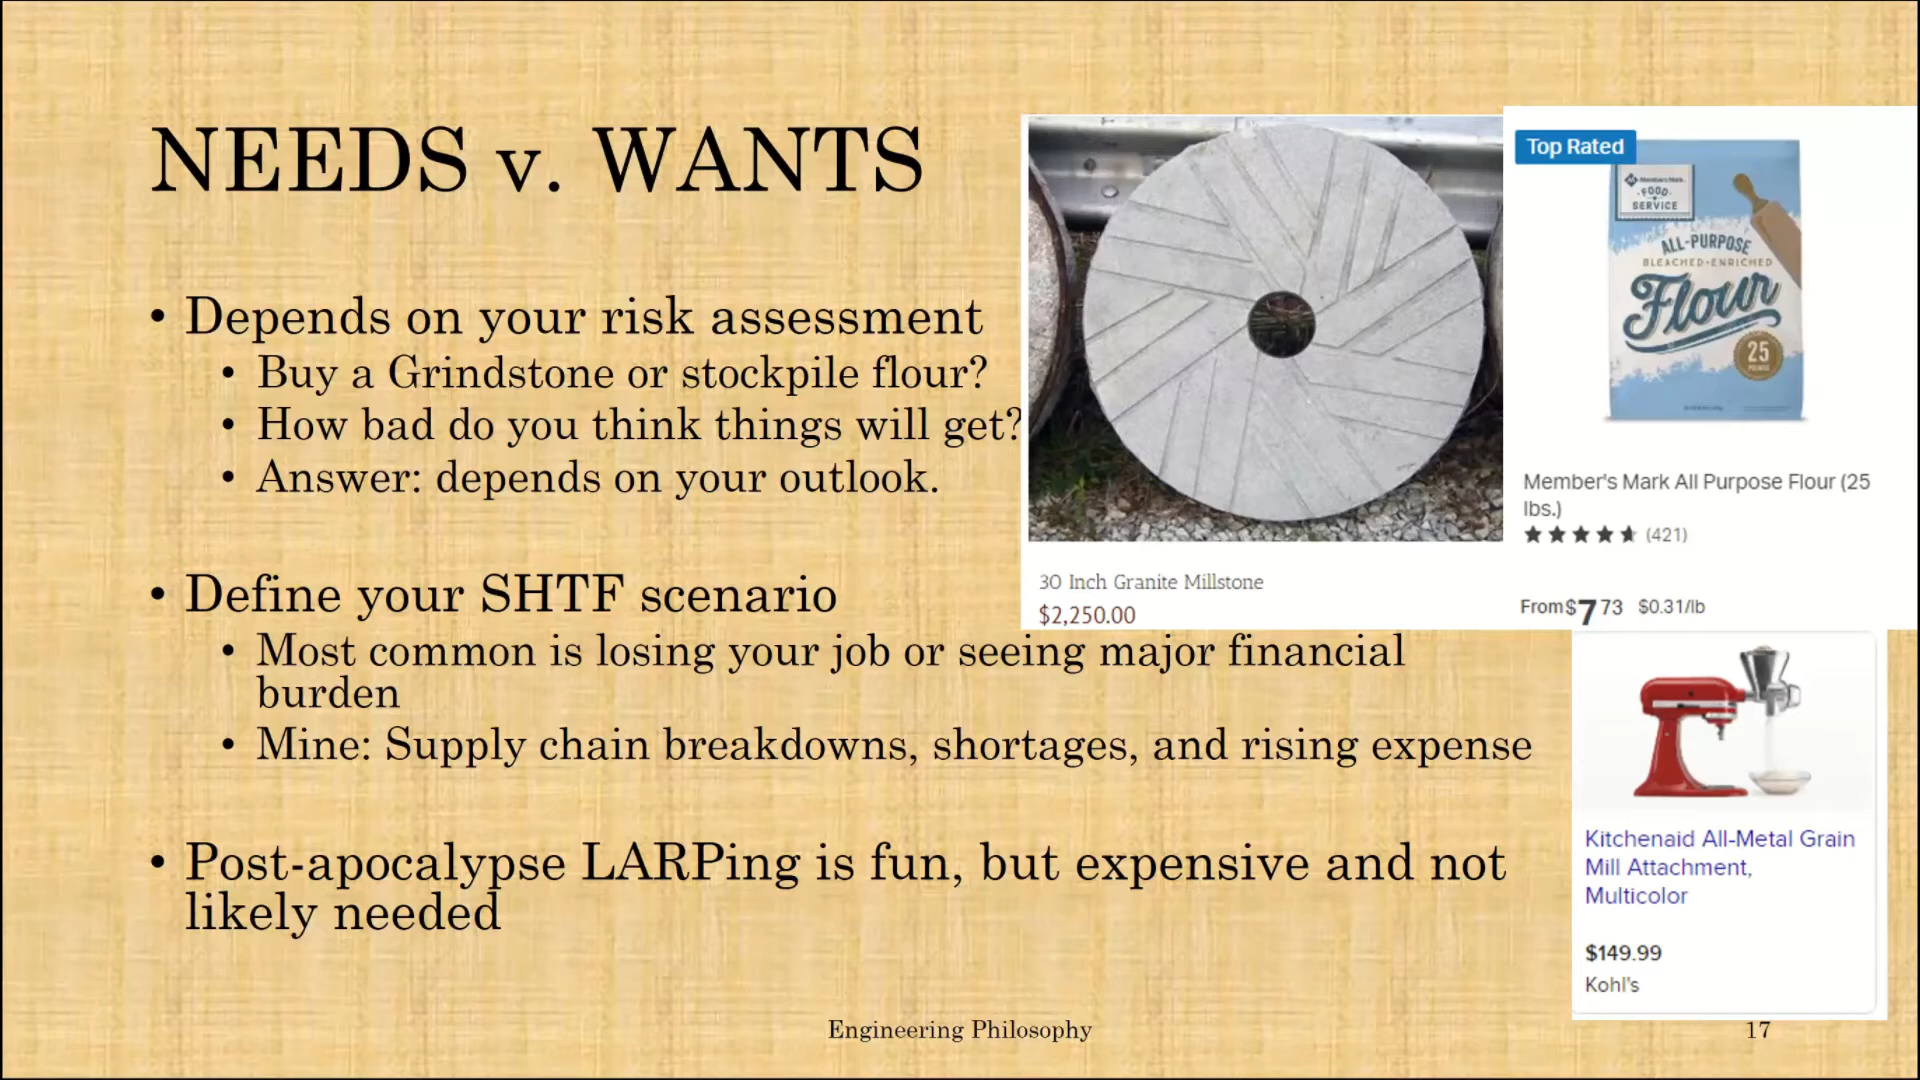 NEEDS v. WANTS
• Depends on your risk assessment
• Buy a Grindstone or stockpile flour?
• How bad do you think things will get?
• Answer: depends on your outlook.
• Define your SHTF scenario
• Most common is losing your job or seeing major financial
burden
• Mine: Supply chain breakdowns, shortages, and rising expense
• Post-apocalypse LARPing is fun, but expensive and not
likely needed
30 Inch Granite Millstone
$2,250.00
Top Rated
Member's Mark
FOOD
SERVICE
ALL-PURPOSE
BLEACHED•ENRICHED
Flour
25
Member's Mark All Purpose Flour (25
lbs.)
(421)
From $7 73 $0.31/lb
Kitchenaid All-Metal Grain
Mill Attachment,
Multicolor
$149.99
Kohl's
Engineering Philosophy
17